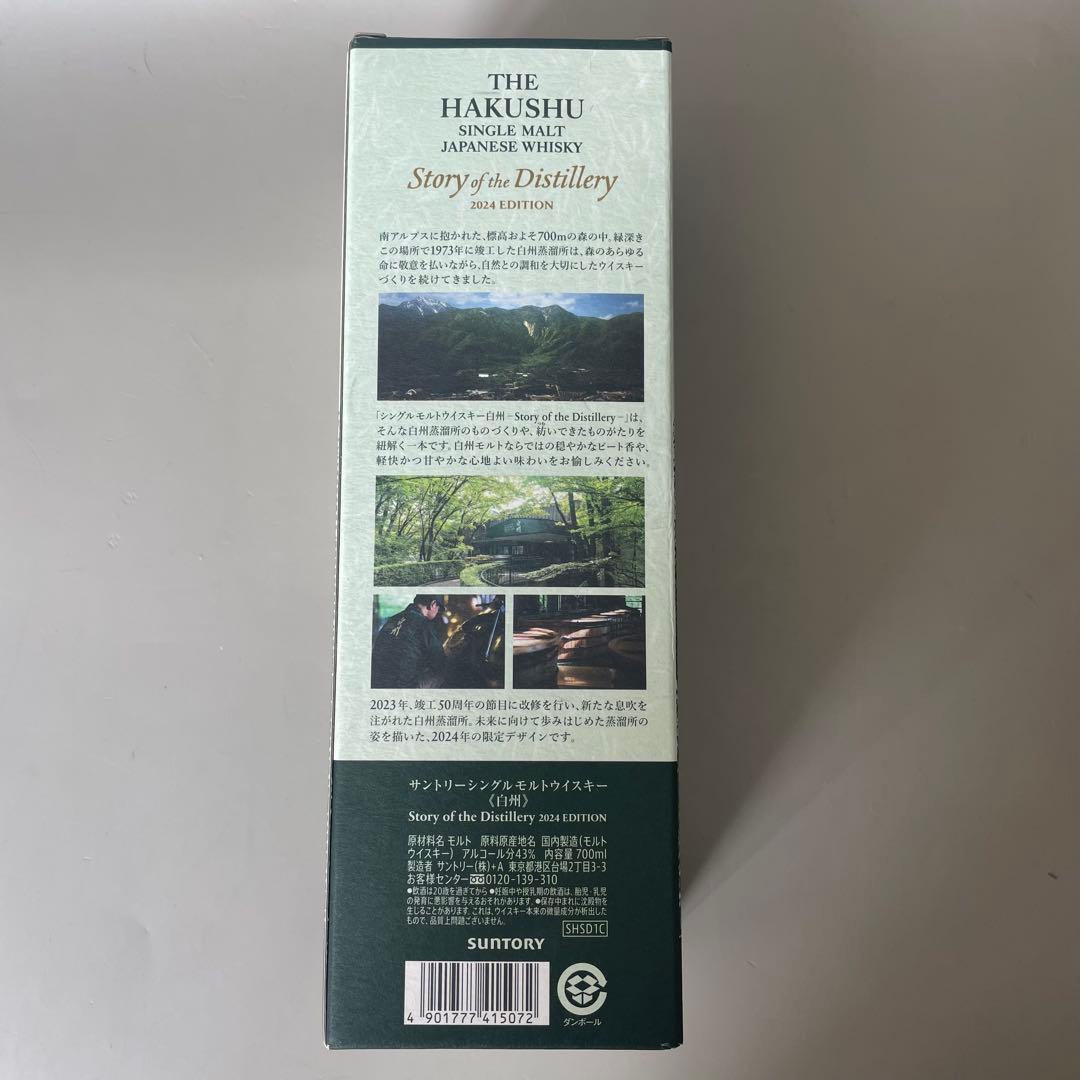 THE
HAKUSHU
SINGLE MALT
JAPANESE WHISKY
Story of the Distillery
2024 EDITION
南アルプスに抱かれた、標高およそ700mの森の中。緑深き
この場所で1973年に竣工した白州蒸溜所は、森のあらゆる
命に敬意を払いながら、自然との調和を大切にしたウイスキー
づくりを続けてきました。
「シングルモルトウイスキー白州 −Story of the Distillery−」は、
そんな白州蒸溜所のものづくりや、紡いできたものがたりを
紐解く一本です。白州モルトならではの穏やかなピート香や、
軽快かつ甘やかな心地よい味わいをお愉しみください。
2023年、竣工50周年の節目に改修を行い、新たな息吹を
注がれた白州蒸溜所。未来に向けて歩みはじめた蒸溜所の
姿を描いた、2024年の限定デザインです。
サントリーシングルモルトウイスキー
《白州》
Story of the Distillery 2024 EDITION
原材料名 モルト 原料原産地名 国内製造(モルト
ウイスキー) アルコール分43% 内容量 700ml
製造者 サントリー(株)+A 東京都港区台場2丁目3-3
お客様センター 0120-139-310
●飲酒は20歳を過ぎてから ●妊娠中や授乳期の飲酒は、胎児・乳児
の発育に悪影響を与えるおそれがあります。●保存中まれに沈殿物を
生じることがあります。これは、ウイスキー本来の微量成分が析出した
もので、品質上問題ございません。
SHSD1C
SUNTORY
4 901777 415072
ダンボール